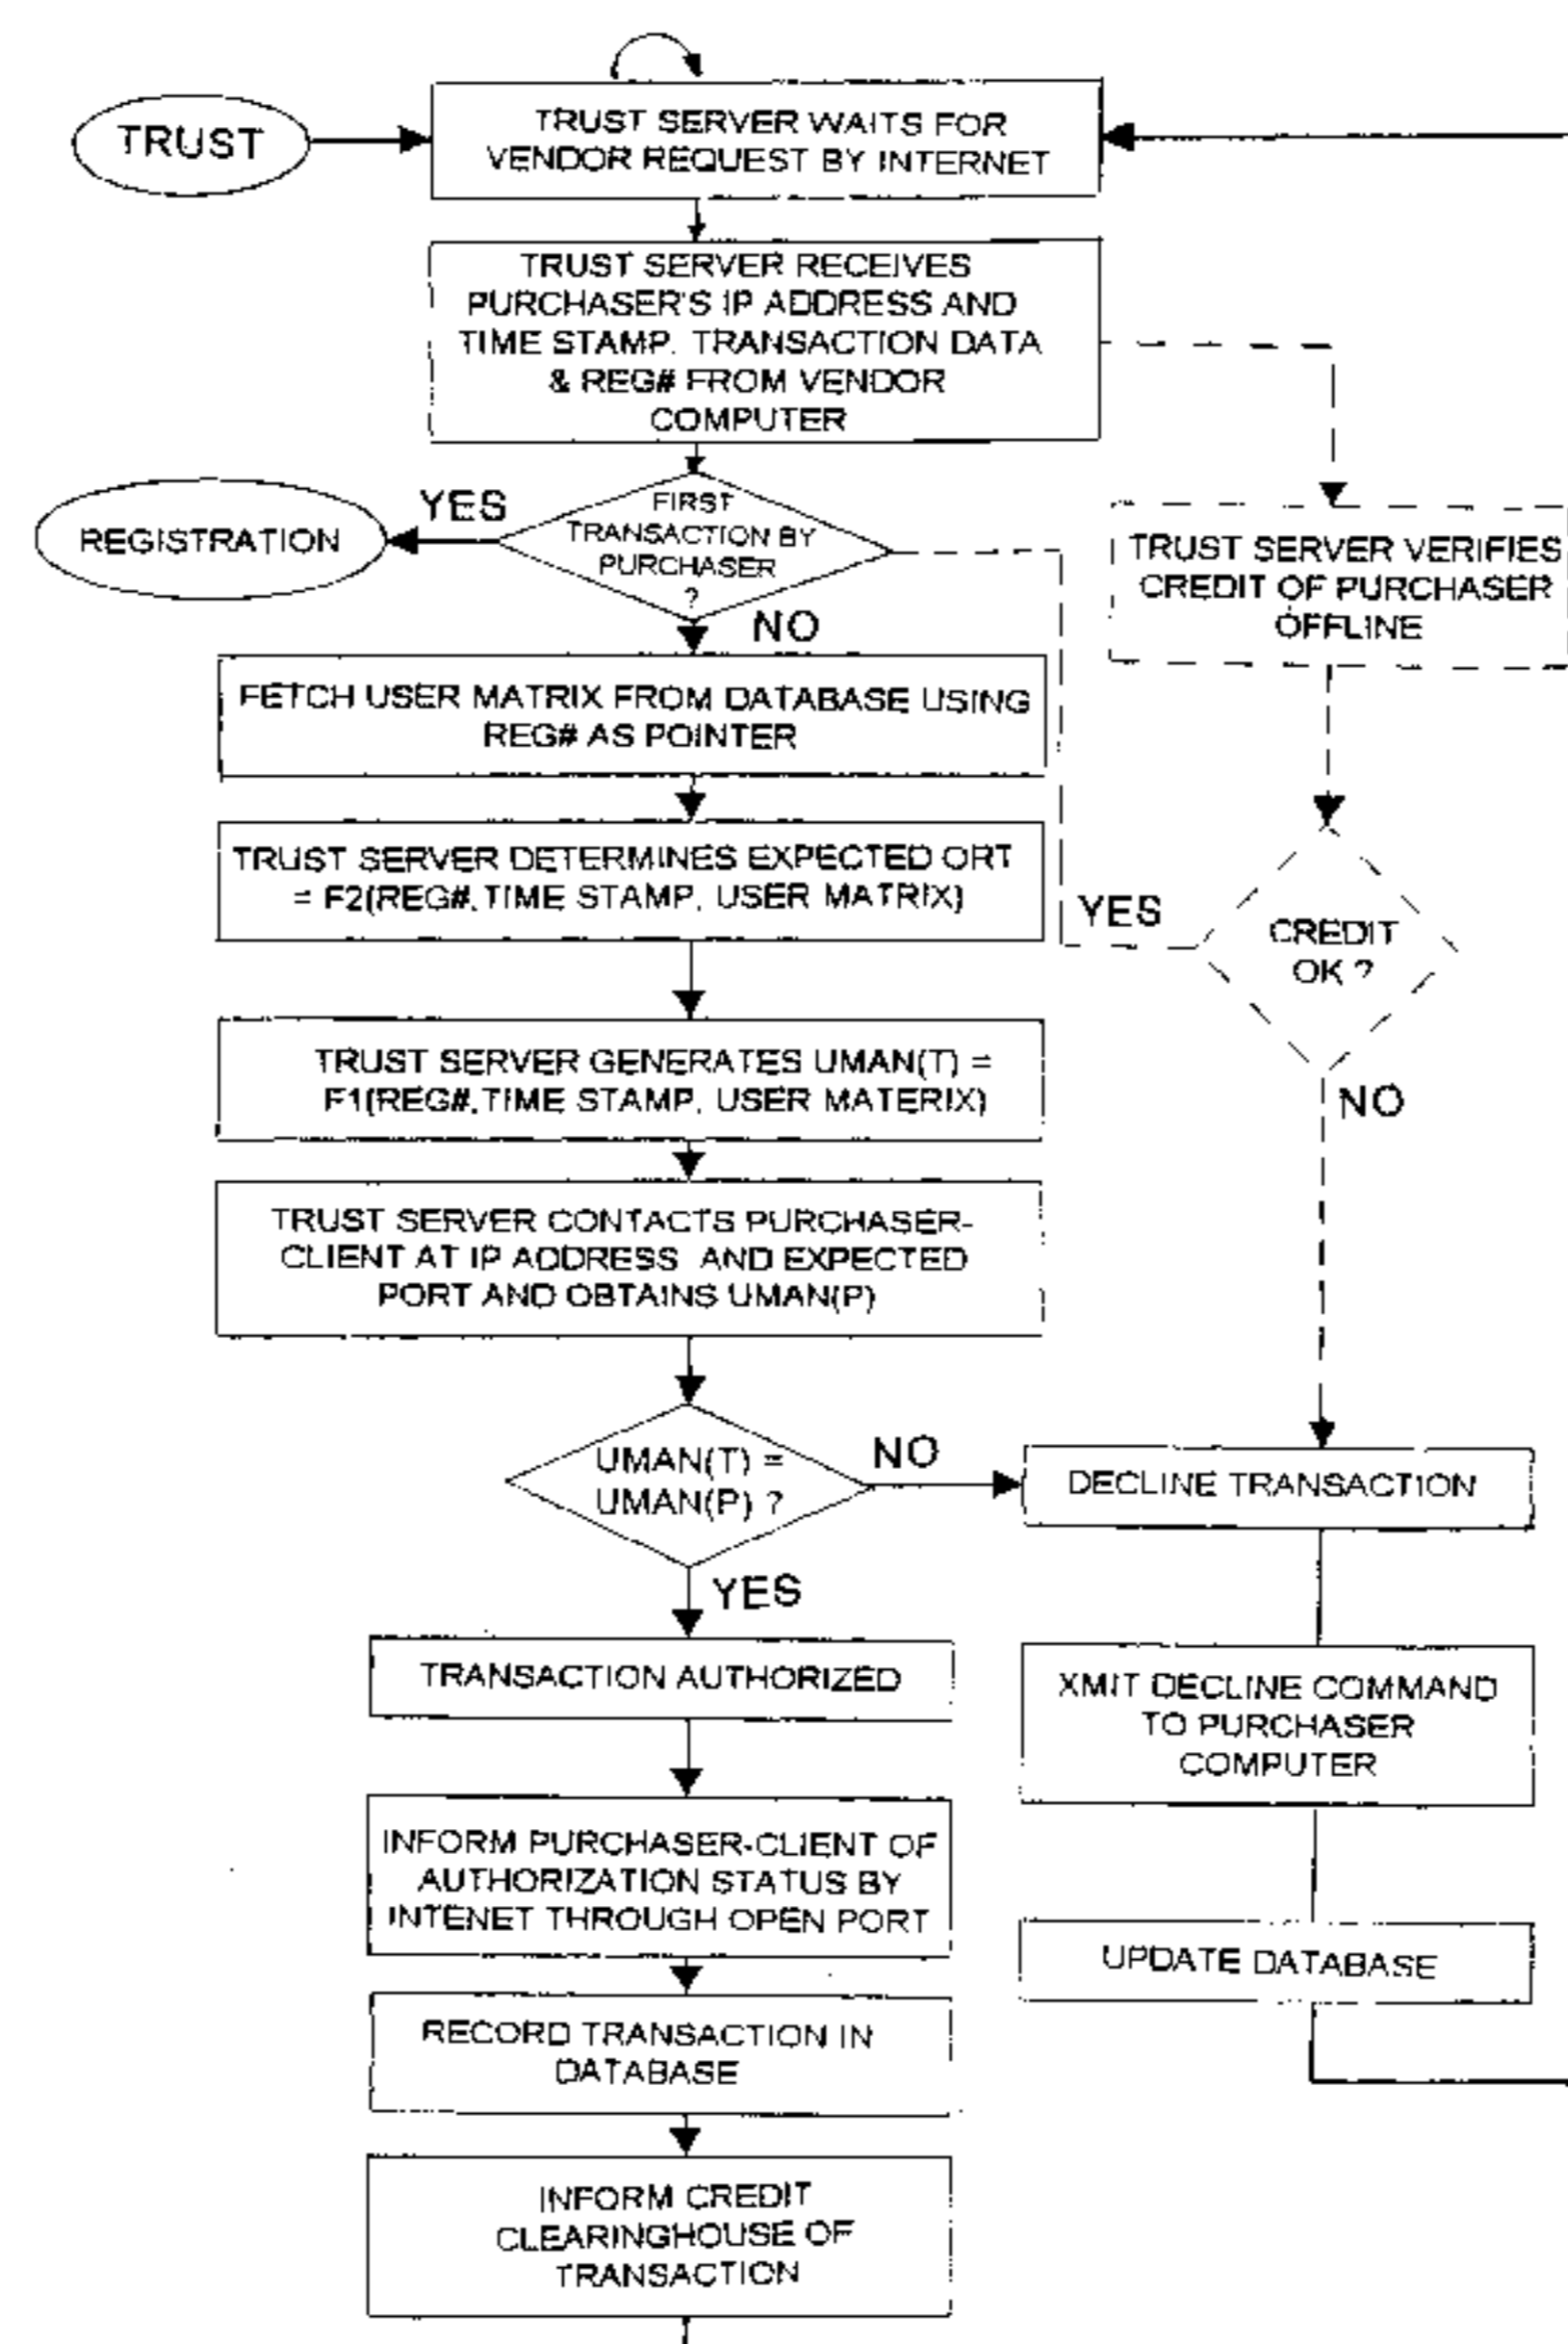 TRUST
TRUST SERVER WAITS FOR
VENDOR REQUEST BY INTERNET
TRUST SERVER RECEIVES
PURCHASER'S IP ADDRESS AND
TIME STAMP, TRANSACTION DATA
& REG# FROM VENDOR
COMPUTER
REGISTRATION
YES
FIRST
TRANSACTION BY
PURCHASER
?
NO
TRUST SERVER VERIFIES
CREDIT OF PURCHASER
OFFLINE
FETCH USER MATRIX FROM DATABASE USING
REG# AS POINTER
TRUST SERVER DETERMINES EXPECTED ORT
= F2(REG#,TIME STAMP, USER MATRIX)
YES
CREDIT
OK ?
NO
TRUST SERVER GENERATES UMAN(T) =
F1(REG#,TIME STAMP, USER MATERIX)
TRUST SERVER CONTACTS PURCHASER-
CLIENT AT IP ADDRESS AND EXPECTED
PORT AND OBTAINS UMAN(P)
UMAN(T) =
UMAN(P) ?
NO
DECLINE TRANSACTION
YES
TRANSACTION AUTHORIZED
XMIT DECLINE COMMAND
TO PURCHASER
COMPUTER
INFORM PURCHASER-CLIENT OF
AUTHORIZATION STATUS BY
INTENET THROUGH OPEN PORT
UPDATE DATABASE
RECORD TRANSACTION IN
DATABASE
INFORM CREDIT
CLEARINGHOUSE OF
TRANSACTION